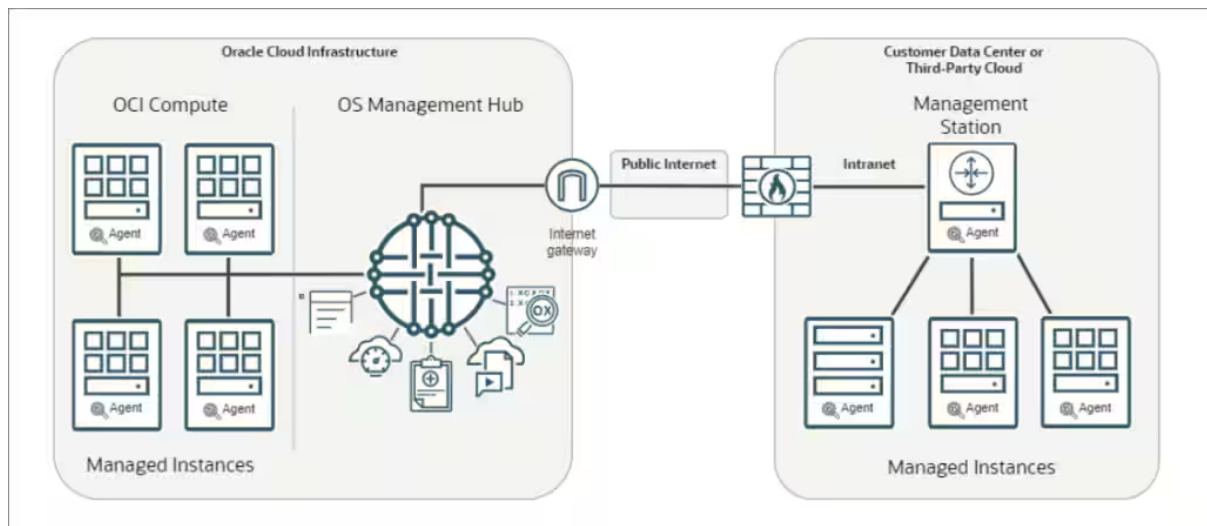 Oracle Cloud Infrastructure
OCI Compute
OS Management Hub
Agent
Agent
Agent
Agent
Managed Instances
OX
Internet
gateway
Public Internet
Intranet
Customer Data Center or
Third-Party Cloud
Management
Station
Agent
Agent
Agent
Agent
Managed Instances